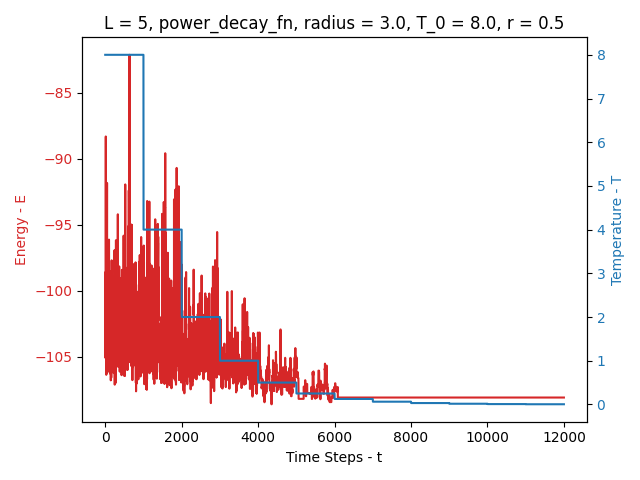 L = 5, power_decay_fn, radius = 3.0, T_0 = 8.0, r = 0.5
Energy - E
−85
−90
−95
−100
−105
8
7
6
5
4
3
2
1
0
Temperature - T
0 2000 4000 6000 8000 10000 12000
Time Steps - t